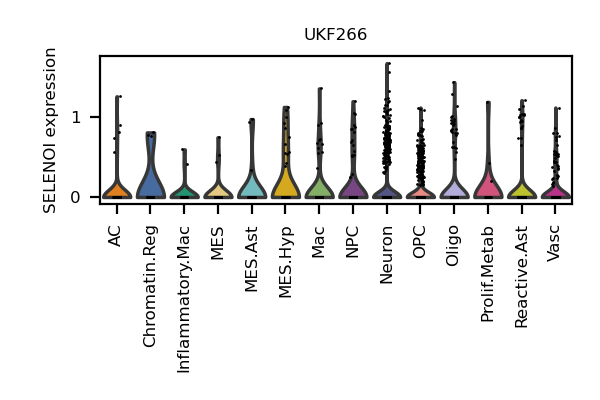 UKF266
SELENOI expression
1
0
AC
Chromatin.Reg
Inflammatory.Mac
MES
MES.Ast
MES.Hyp
Mac
NPC
Neuron
OPC
Oligo
Prolif.Metab
Reactive.Ast
Vasc